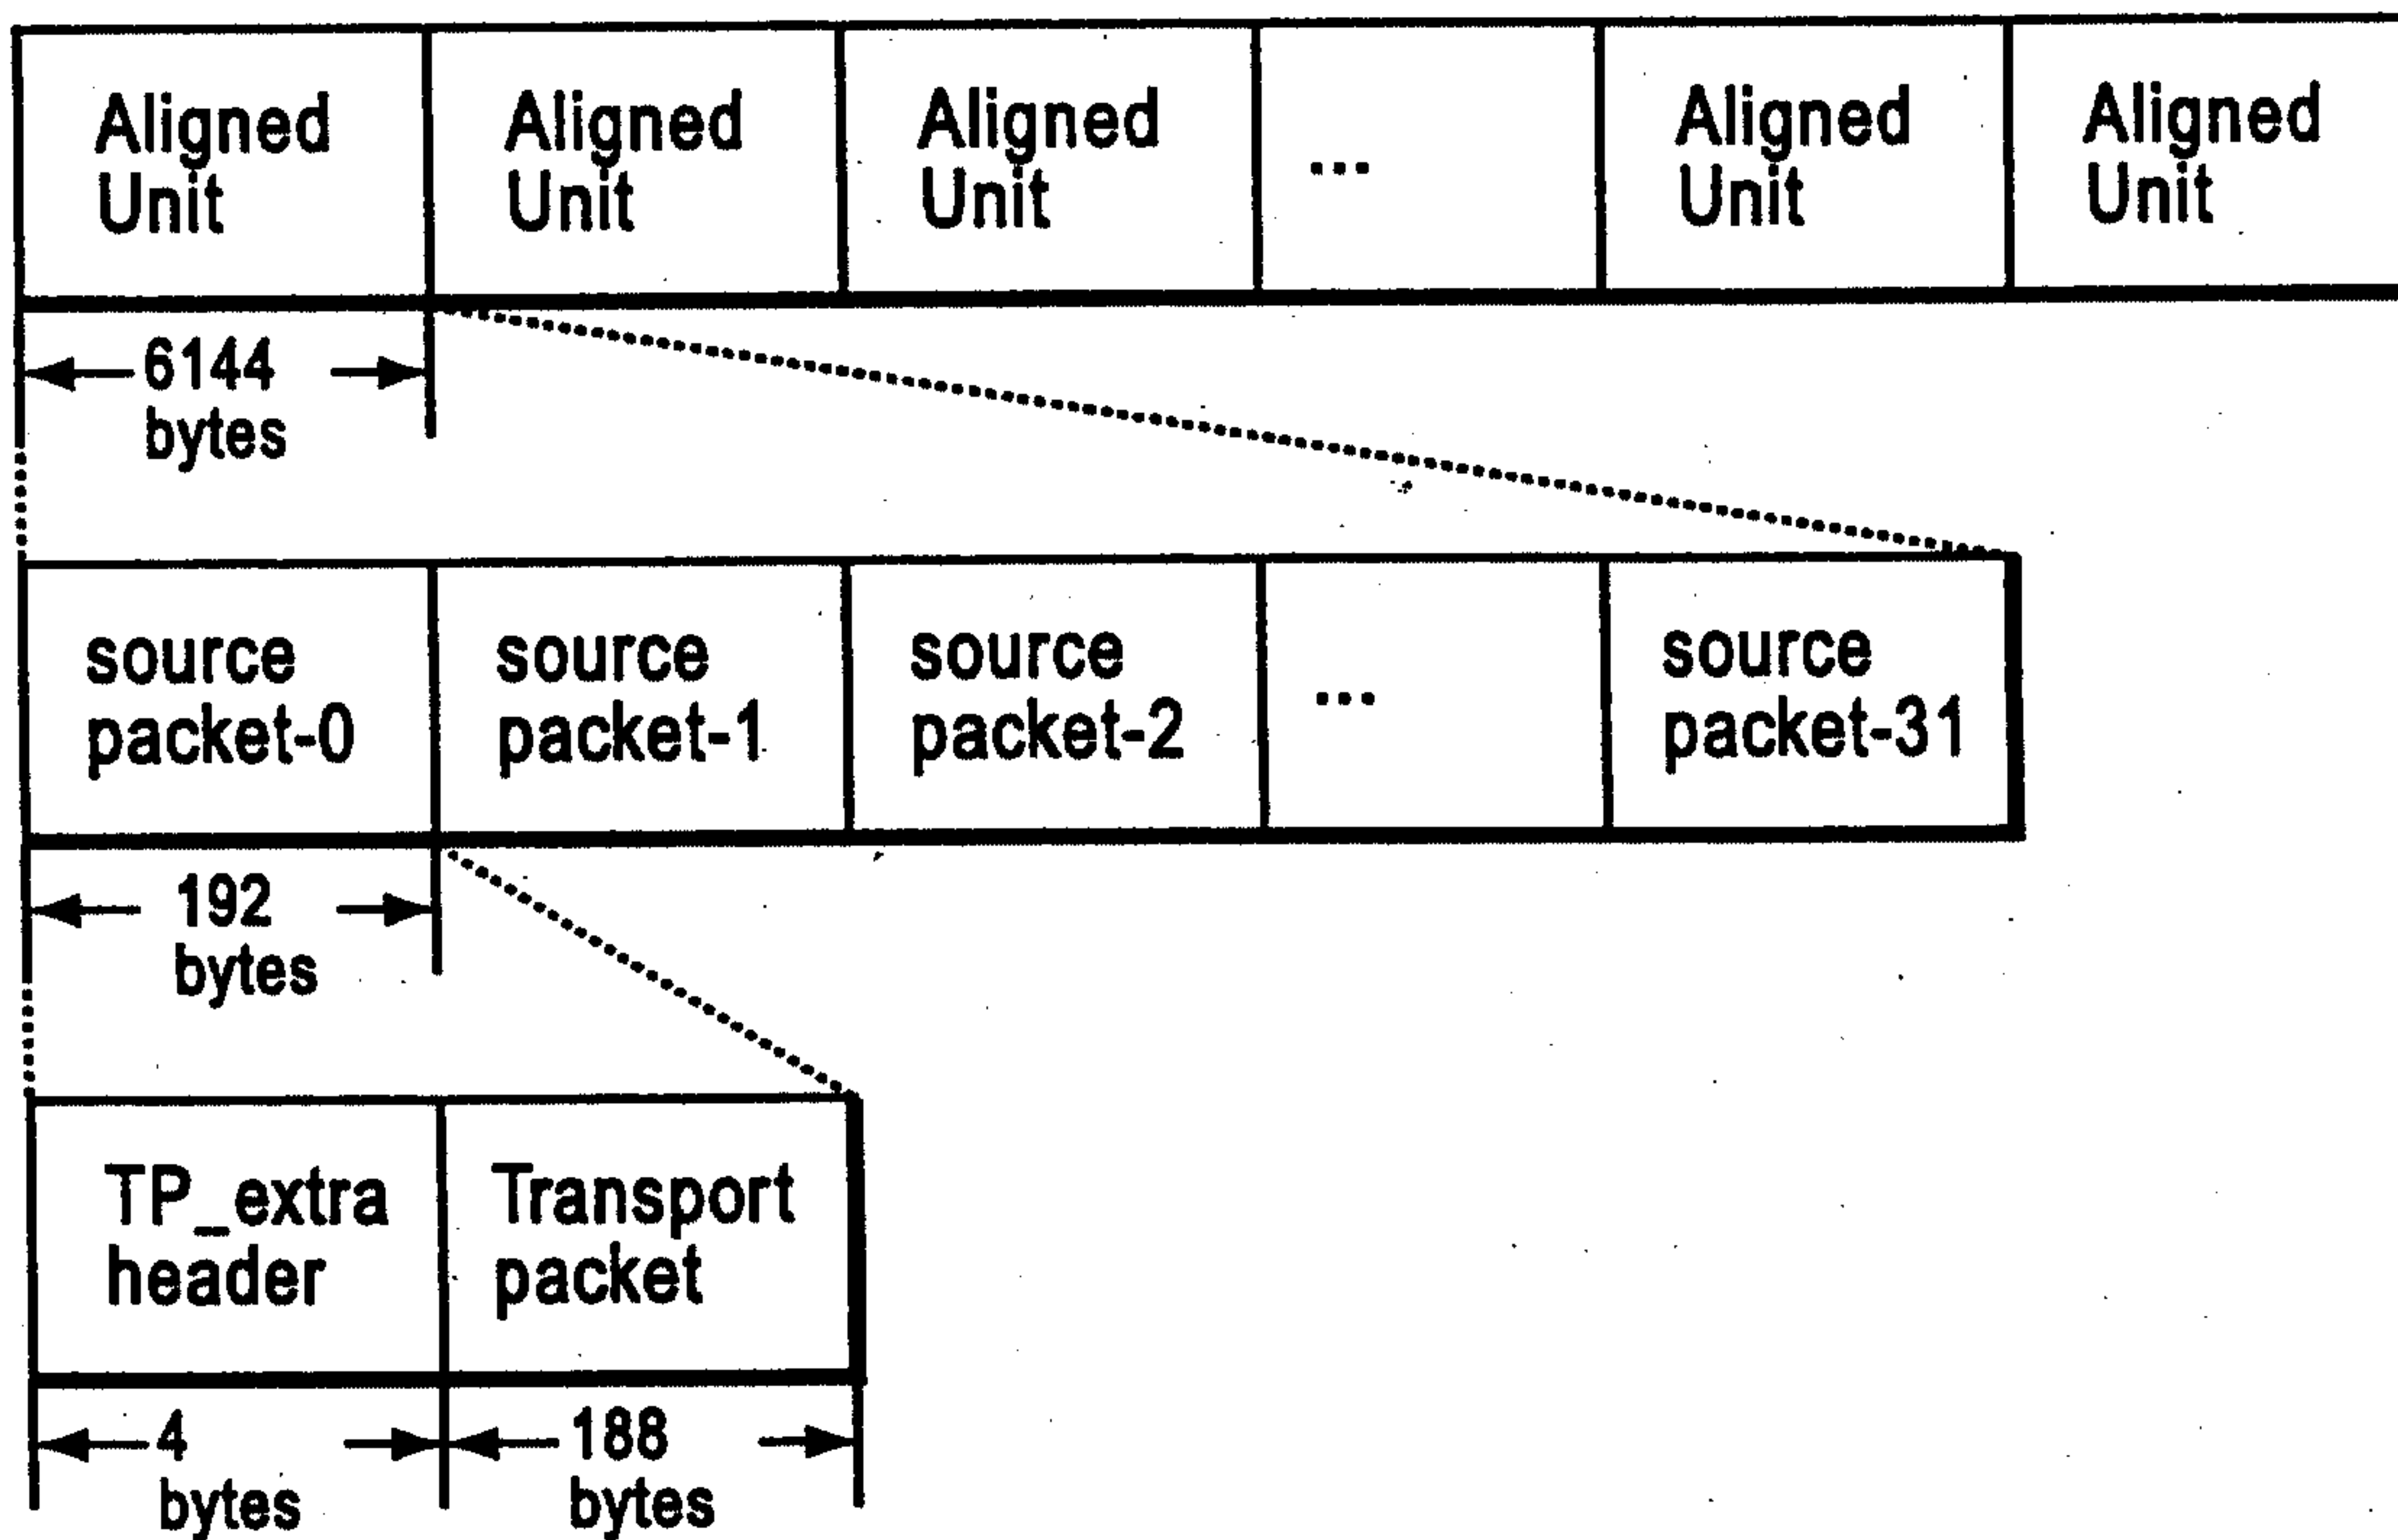 Aligned Unit
Aligned Unit
Aligned Unit
...
Aligned Unit
Aligned Unit
6144 bytes
source packet-0
source packet-1
source packet-2
...
source packet-31
192 bytes
TP_extra header
Transport packet
4 bytes
188 bytes